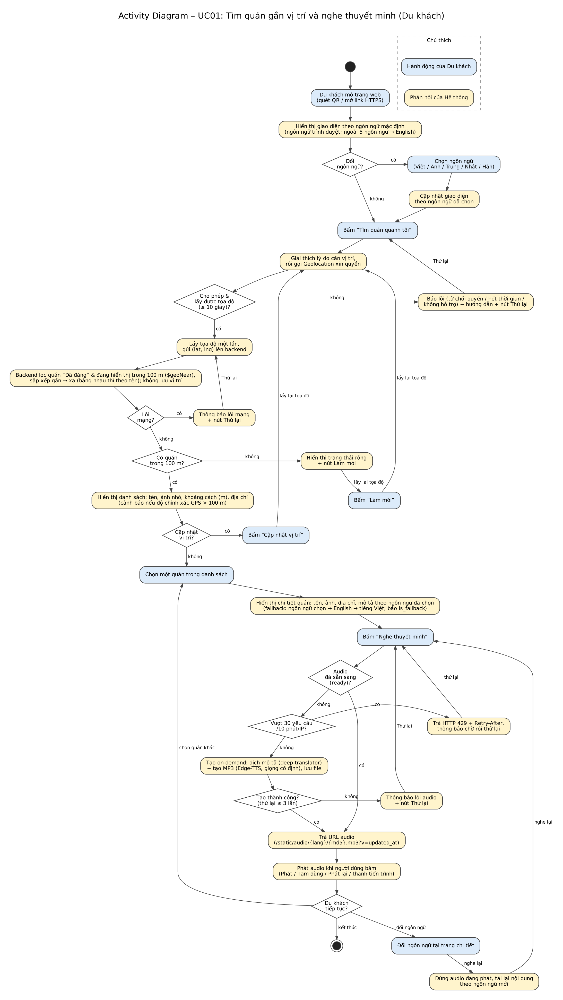 Activity Diagram – UC01: Tìm quán gần vị trí và nghe thuyết minh (Du khách)
Chú thích
Hành động của Du khách
Phản hồi của Hệ thống
Du khách mở trang web
(quét QR / mở link HTTPS)
Hiển thị giao diện theo ngôn ngữ mặc định
(ngôn ngữ trình duyệt; ngoài 5 ngôn ngữ → English)
Đổi
ngôn ngữ?
có
Chọn ngôn ngữ
(Việt / Anh / Trung / Nhật / Hàn)
không
Cập nhật giao diện
theo ngôn ngữ đã chọn
Bấm “Tìm quán quanh tôi”
Giải thích lý do cần vị trí,
rồi gọi Geolocation xin quyền
Thử lại
Cho phép &
lấy được tọa độ
(≤ 10 giây)?
không
Báo lỗi (từ chối quyền / hết thời gian /
không hỗ trợ) + hướng dẫn + nút Thử lại
có
Lấy tọa độ một lần,
gửi (lat, lng) lên backend
Backend lọc quán “Đã đăng” & đang hiển thị trong 100 m ($geoNear),
sắp xếp gần → xa (bằng nhau thì theo tên); không lưu vị trí
Thử lại
lấy lại tọa độ
lấy lại tọa độ
Lỗi
mạng?
có
Thông báo lỗi mạng
+ nút Thử lại
không
Có quán
trong 100 m?
không
Hiển thị trạng thái rỗng
+ nút Làm mới
có
lấy lại tọa độ
Hiển thị danh sách: tên, ảnh nhỏ, khoảng cách (m), địa chỉ
(cảnh báo nếu độ chính xác GPS > 100 m)
Bấm “Làm mới”
Cập nhật
vị trí?
có
Bấm “Cập nhật vị trí”
không
Chọn một quán trong danh sách
Hiển thị chi tiết quán: tên, ảnh, địa chỉ, mô tả theo ngôn ngữ đã chọn
(fallback: ngôn ngữ chọn → English → tiếng Việt; báo is_fallback)
Bấm “Nghe thuyết minh”
Audio
đã sẵn sàng
(ready)?
thử lại
không
có
Vượt 30 yêu cầu
/10 phút/IP?
Thử lại
Trả HTTP 429 + Retry-After,
thông báo chờ rồi thử lại
chọn quán khác
không
Tạo on-demand: dịch mô tả (deep-translator)
+ tạo MP3 (Edge-TTS, giọng cố định), lưu file
có
Tạo thành công?
(thử lại ≤ 3 lần)
không
Thông báo lỗi audio
+ nút Thử lại
có
nghe lại
Trả URL audio
(/static/audio/{lang}/{md5}.mp3?v=updated_at)
Phát audio khi người dùng bấm
(Phát / Tạm dừng / Phát lại / thanh tiến trình)
Du khách
tiếp tục?
kết thúc
đổi ngôn ngữ
Đổi ngôn ngữ tại trang chi tiết
nghe lại
Dừng audio đang phát, tải lại nội dung
theo ngôn ngữ mới